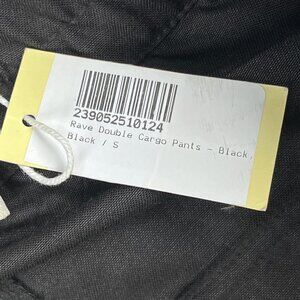 239052510124
Rave Double Cargo Pants - Black,
Black / S